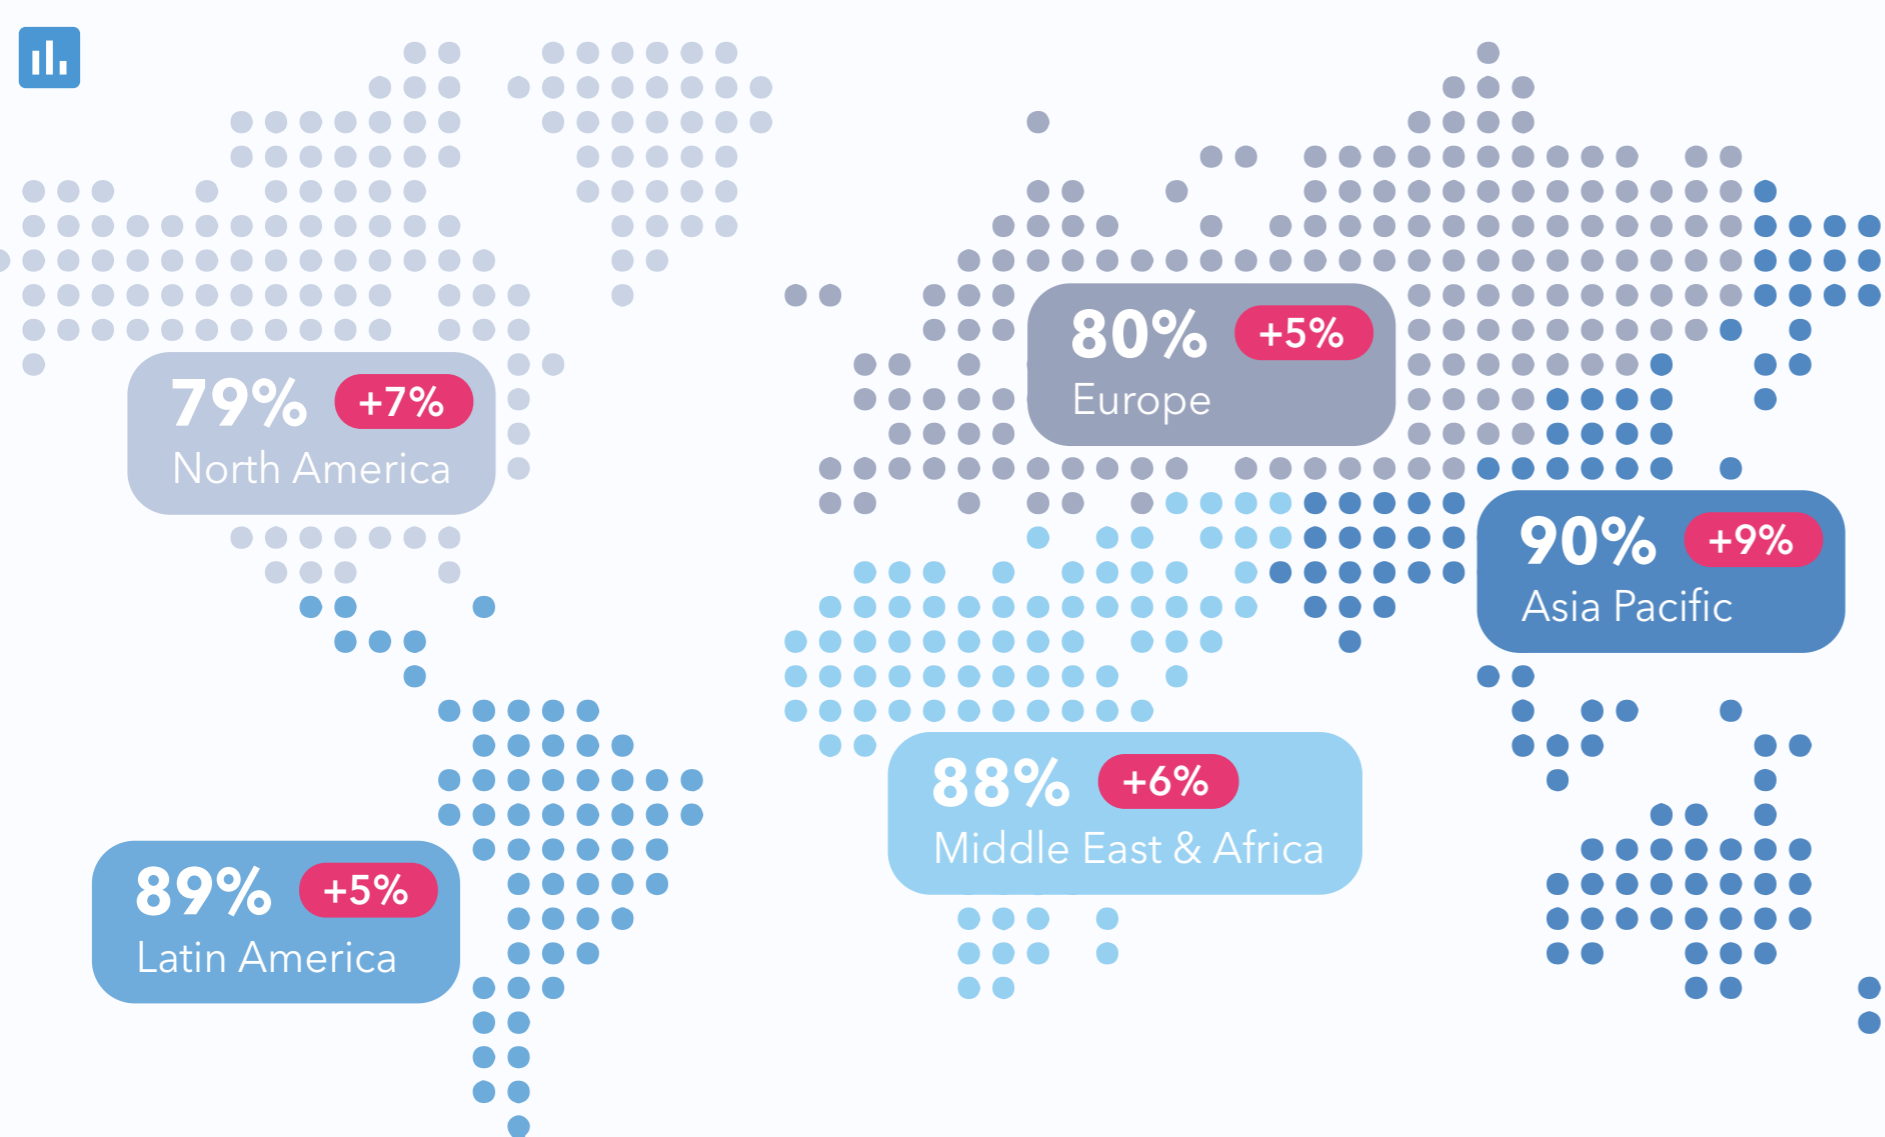 80% +5%
Europe
79% +7%
North America
90% +9%
Asia Pacific
88% +6%
Middle East & Africa
89% +5%
Latin America